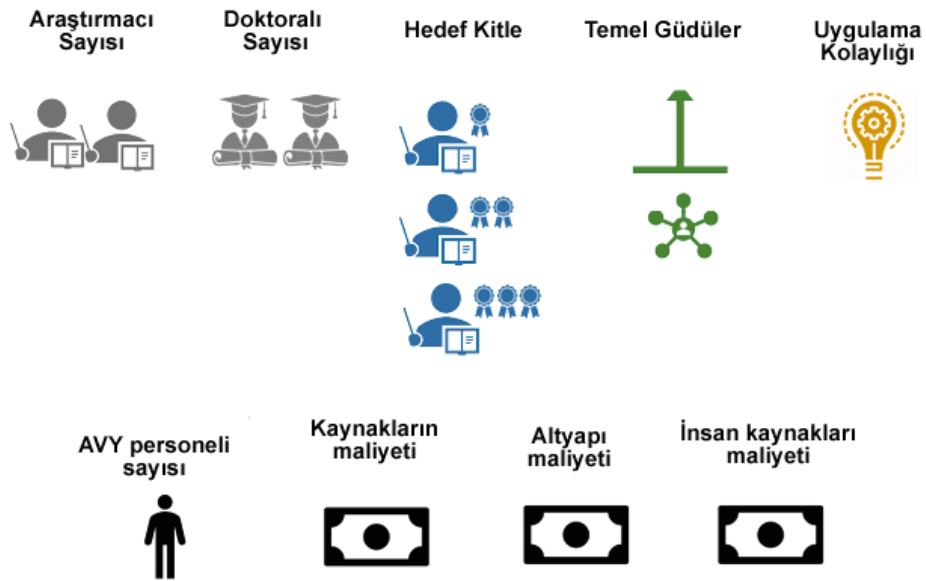 Araştırmacı
Sayısı
Doktoralı
Sayısı
Hedef Kitle
Temel Güdüler
Uygulama
Kolaylığı
AVY personeli
sayısı
Kaynakların
maliyeti
Altyapı
maliyeti
İnsan kaynakları
maliyeti